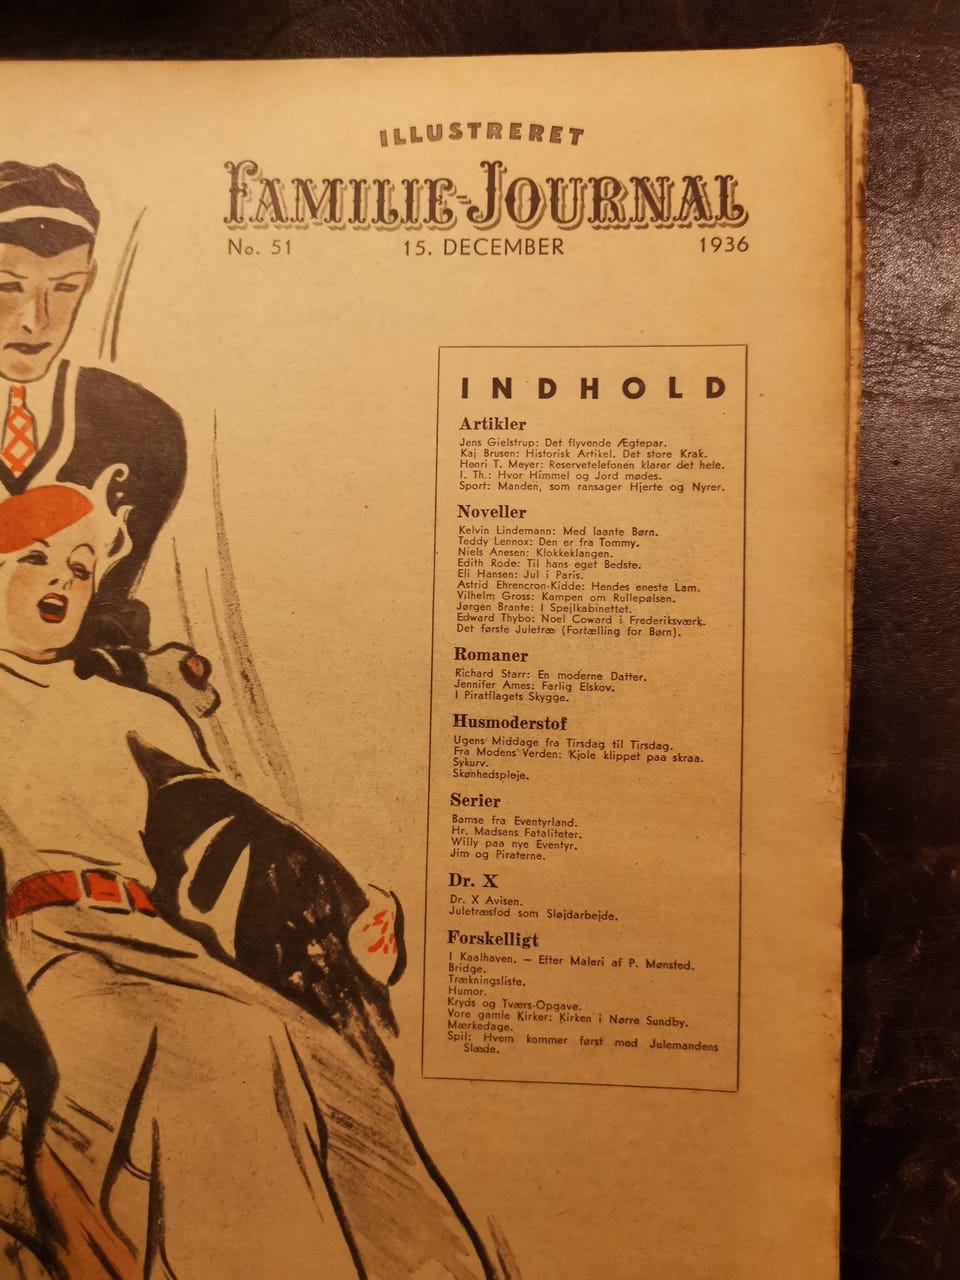 ILLUSTRERET
FAMILIE-JOURNAL
No. 51 15. DECEMBER 1936
INDHOLD
Artikler
Jens Gielstrup: Det flyvende Ægtepar.
Kaj Brusen: Historisk Artikel. Det store Krak.
Henri T. Meyer: Reservetelefonen klarer det hele.
I. Th.: Hvor Himmel og Jord mødes.
Sport: Manden, som ransager Hjerte og Nyrer.
Noveller
Kelvin Lindemann: Med laante Børn.
Teddy Lennox: Den er fra Tommy.
Niels Anesen: Klokkeklangen.
Edith Rode: Til hans eget Bedste.
Eli Hansen: Jul i Paris.
Astrid Ehrencron-Kidde: Hendes eneste Lam.
Vilhelm Gross: Kampen om Rullepølsen.
Jørgen Brante: I Spejlkabinettet.
Edward Thybo: Noel Coward i Frederiksværk.
Det første Juletræ (Fortælling for Børn).
Romaner
Richard Starr: En moderne Datter.
Jennifer Ames: Farlig Elskov.
I Piratflagets Skygge.
Husmoderstof
Ugens Middage fra Tirsdag til Tirsdag.
Fra Modens Verden: Kjole klippet paa skraa.
Sykurv.
Skønhedspleje.
Serier
Bamse fra Eventyrland.
Hr. Madsens Fataliteter.
Willy paa nye Eventyr.
Jim og Piraterne.
Dr. X
Dr. X Avisen.
Juletræsfod som Sløjdarbejde.
Forskelligt
I Kaalhaven. — Efter Maleri af P. Mønsted.
Bridge.
Trækningsliste.
Humor.
Kryds og Tværs-Opgave.
Vore gamle Kirker: Kirken i Nørre Sundby.
Mærkedage.
Spil: Hvem kommer først med Julemandens
Slæde.